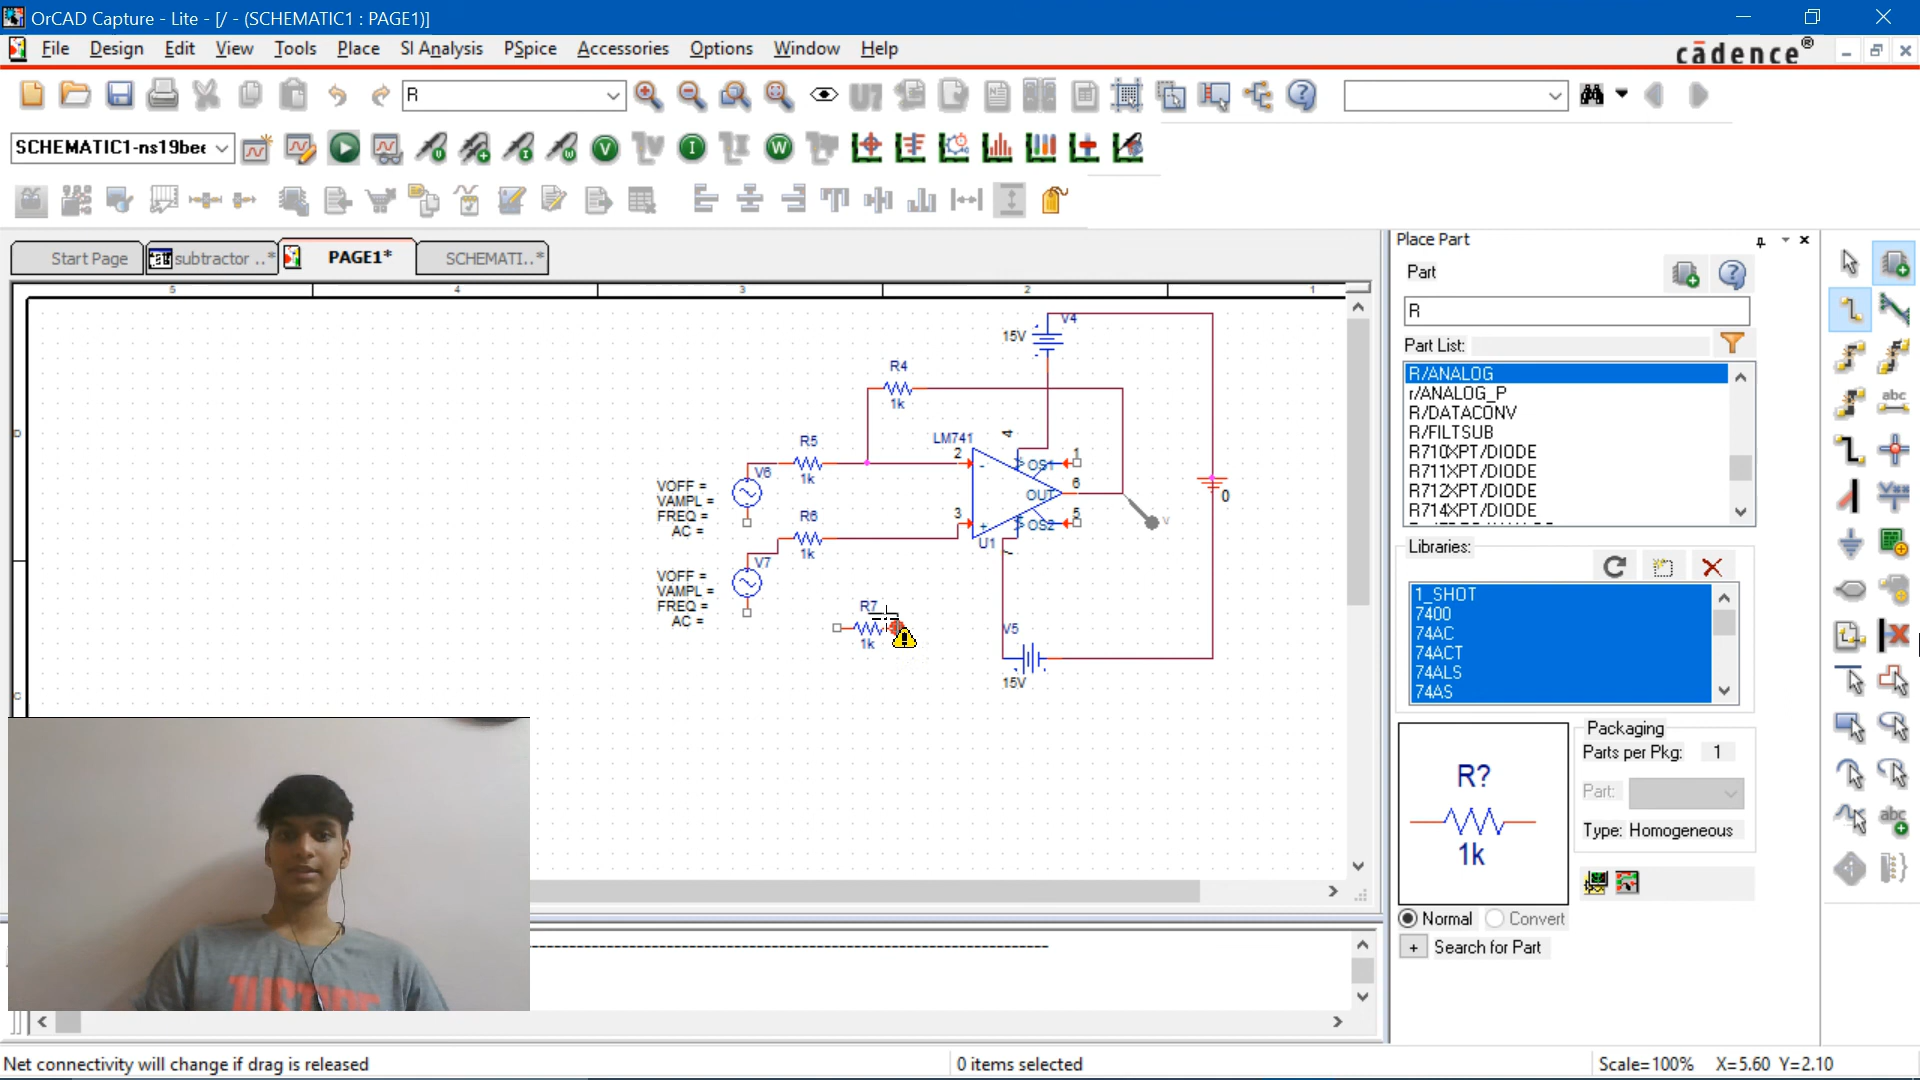 OrCAD Capture - Lite - [/ - (SCHEMATIC1 : PAGE1)]
File Design Edit View Tools Place SI Analysis PSpice Accessories Options Window Help
cādence®
R
SCHEMATIC1-ns19bee
Start Page
subtractor ..*
PAGE1*
SCHEMATI..*
5 4 3 2 1
D
C
V4
15V
R4
1k
R5
1k
LM741
4
2
-
OS1
1
V6
VOFF =
VAMPL =
FREQ =
AC =
OUT
6
0
V
R6
1k
3
+
OS2
5
U1
7
V7
VOFF =
VAMPL =
FREQ =
AC =
R7
1k
V5
15V
Place Part
Part
R
Part List:
R/ANALOG
r/ANALOG_P
R/DATACONV
R/FILTSUB
R710XPT/DIODE
R711XPT/DIODE
R712XPT/DIODE
R714XPT/DIODE
Libraries:
1_SHOT
7400
74AC
74ACT
74ALS
74AS
R?
1k
Packaging
Parts per Pkg: 1
Part:
Type: Homogeneous
Normal Convert
+ Search for Part
Net connectivity will change if drag is released
0 items selected
Scale=100% X=5.60 Y=2.10